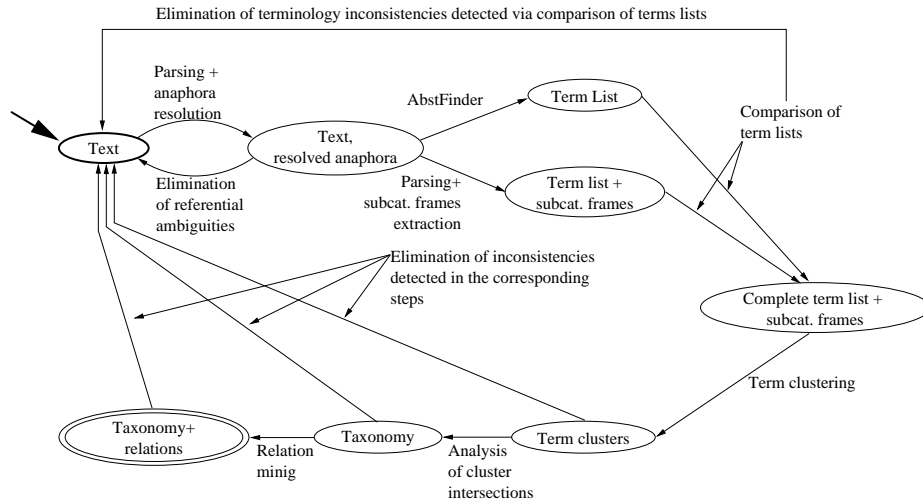 Elimination of terminology inconsistencies detected via comparison of terms lists
Parsing +
anaphora
resolution
AbstFinder
Term List
Comparison of
term lists
Text
Text,
resolved anaphora
Elimination
of referential
ambiguities
Parsing+
subcat. frames
extraction
Term list +
subcat. frames
Elimination of inconsistencies
detected in the corresponding
steps
Complete term list +
subcat. frames
Term clustering
Taxonomy+
relations
Relation
minig
Taxonomy
Analysis
of cluster
intersections
Term clusters